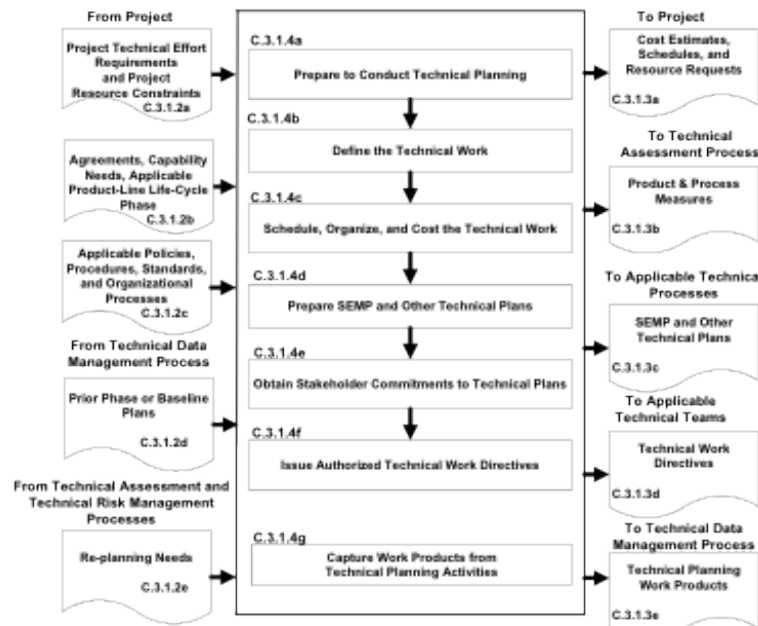 From Project
Project Technical Effort
Requirements
and Project
Resource Constraints
C.3.1.2a
Agreements, Capability
Needs, Applicable
Product-Line Life-Cycle
Phase
C.3.1.2b
Applicable Policies,
Procedures, Standards,
and Organizational
Processes
C.3.1.2c
From Technical Data
Management Process
Prior Phase or Baseline
Plans
C.3.1.2d
From Technical Assessment and
Technical Risk Management
Processes
Re-planning Needs
C.3.1.2e
C.3.1.4a
Prepare to Conduct Technical Planning
C.3.1.4b
Define the Technical Work
C.3.1.4c
Schedule, Organize, and Cost the Technical Work
C.3.1.4d
Prepare SEMP and Other Technical Plans
C.3.1.4e
Obtain Stakeholder Commitments to Technical Plans
C.3.1.4f
Issue Authorized Technical Work Directives
C.3.1.4g
Capture Work Products from
Technical Planning Activities
To Project
Cost Estimates,
Schedules, and
Resource Requests
C.3.1.3a
To Technical
Assessment Process
Product & Process
Measures
C.3.1.3b
To Applicable Technical
Processes
SEMP and Other
Technical Plans
C.3.1.3c
To Applicable
Technical Teams
Technical Work
Directives
C.3.1.3d
To Technical Data
Management Process
Technical Planning
Work Products
C.3.1.3e